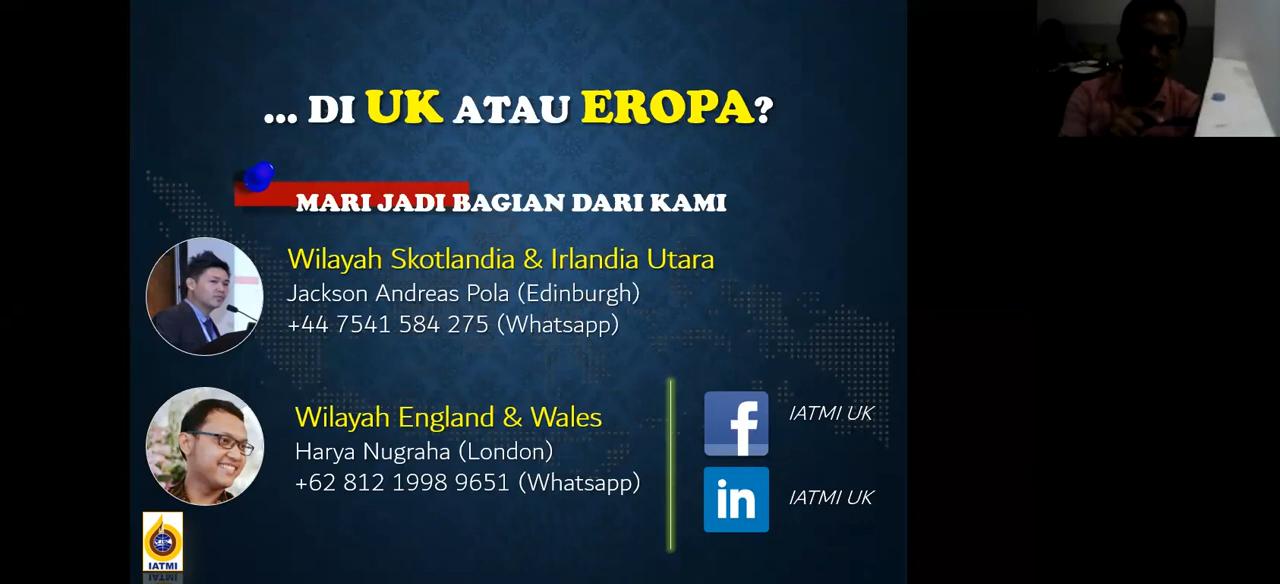 ... DI UK ATAU EROPA?
MARI JADI BAGIAN DARI KAMI
Wilayah Skotlandia & Irlandia Utara
Jackson Andreas Pola (Edinburgh)
+44 7541 584 275 (Whatsapp)
Wilayah England & Wales
Harya Nugraha (London)
+62 812 1998 9651 (Whatsapp)
f IATMI UK
in IATMI UK
IATMI